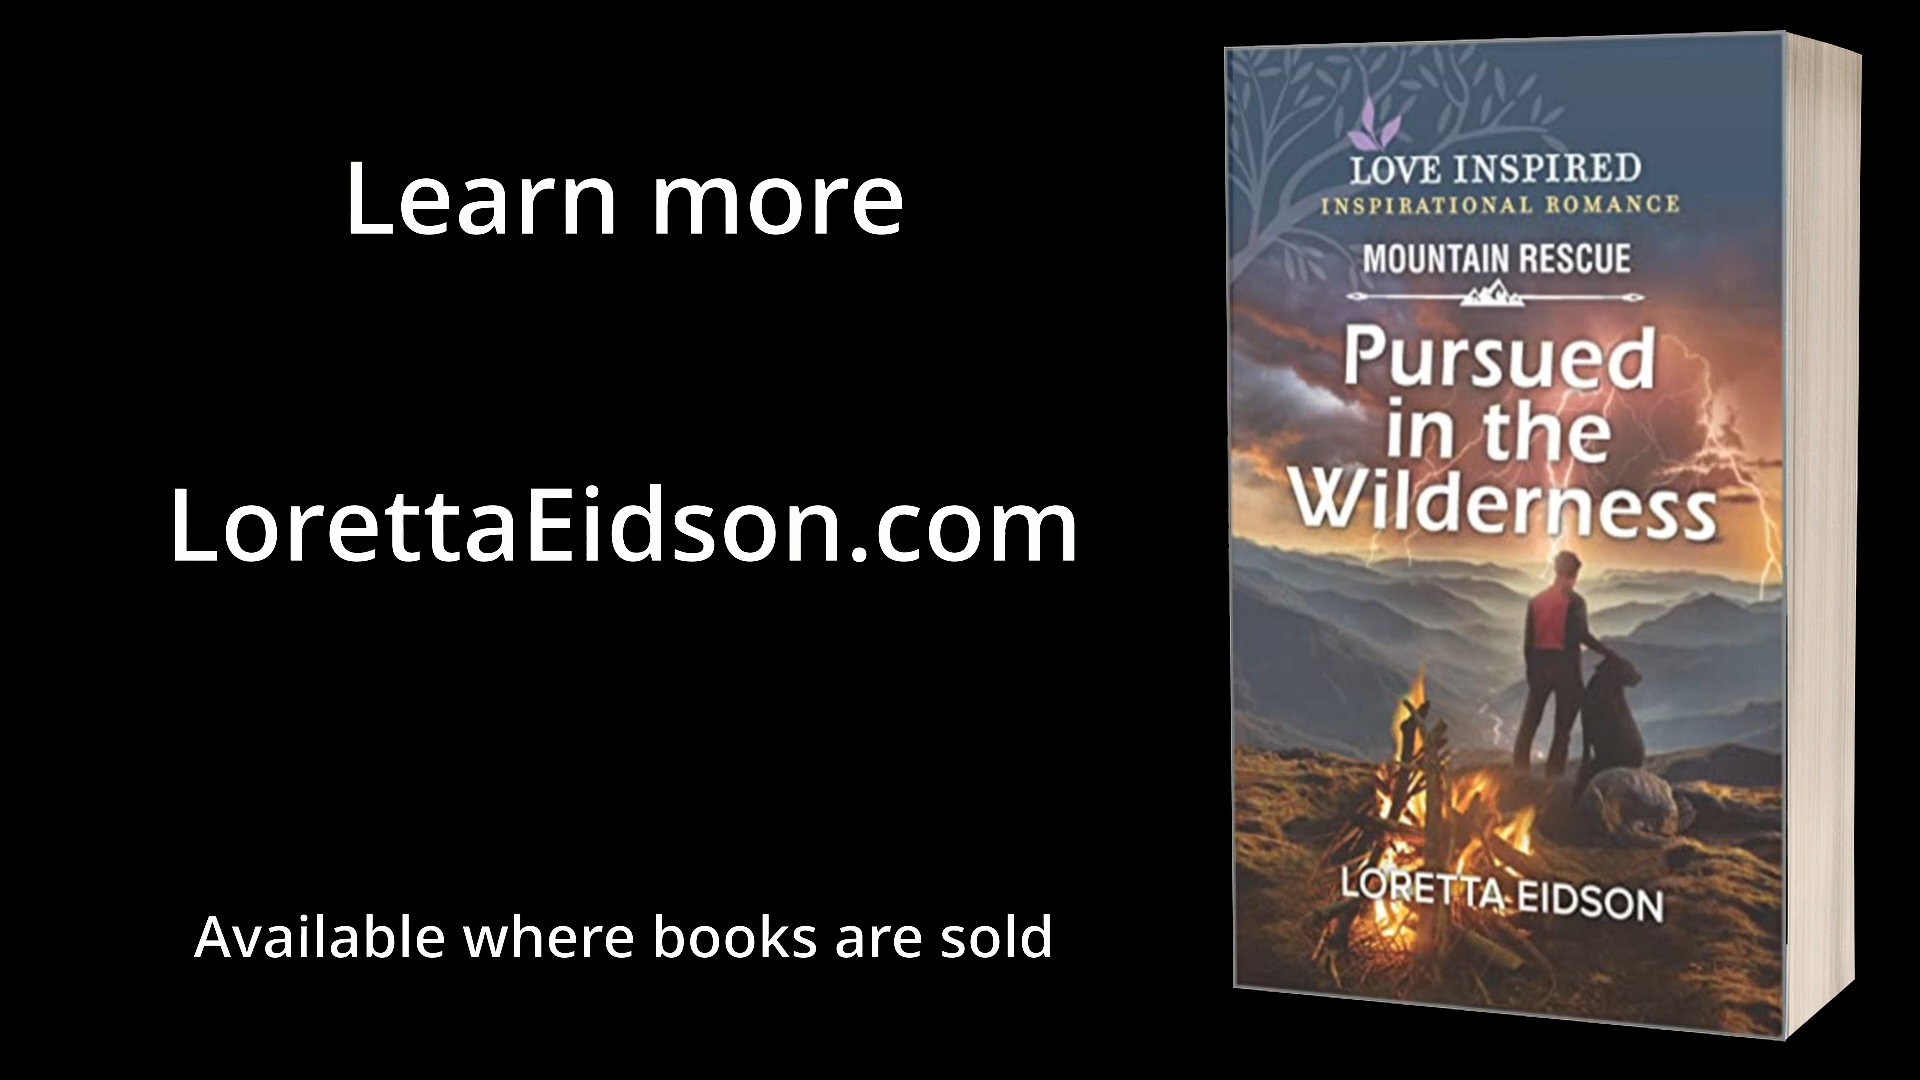 Learn more
LorettaEidson.com
Available where books are sold
LOVE INSPIRED
INSPIRATIONAL ROMANCE
MOUNTAIN RESCUE
Pursued
in the
Wilderness
LORETTA EIDSON